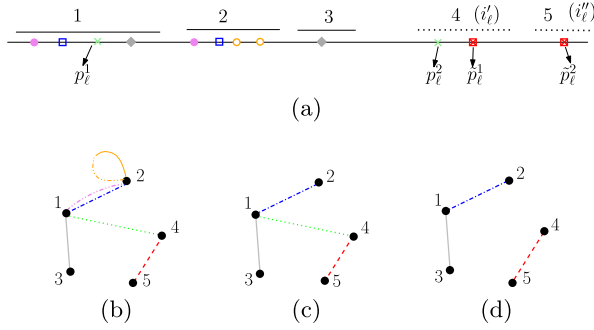 1 2 3 4 (i′_ℓ) 5 (i″_ℓ)
p^1_ℓ p^2_ℓ p̃^1_ℓ p̃^2_ℓ
(a)
2 2 2
1 1 1
4 4 4
3 5 3 5 3 5
(b) (c) (d)